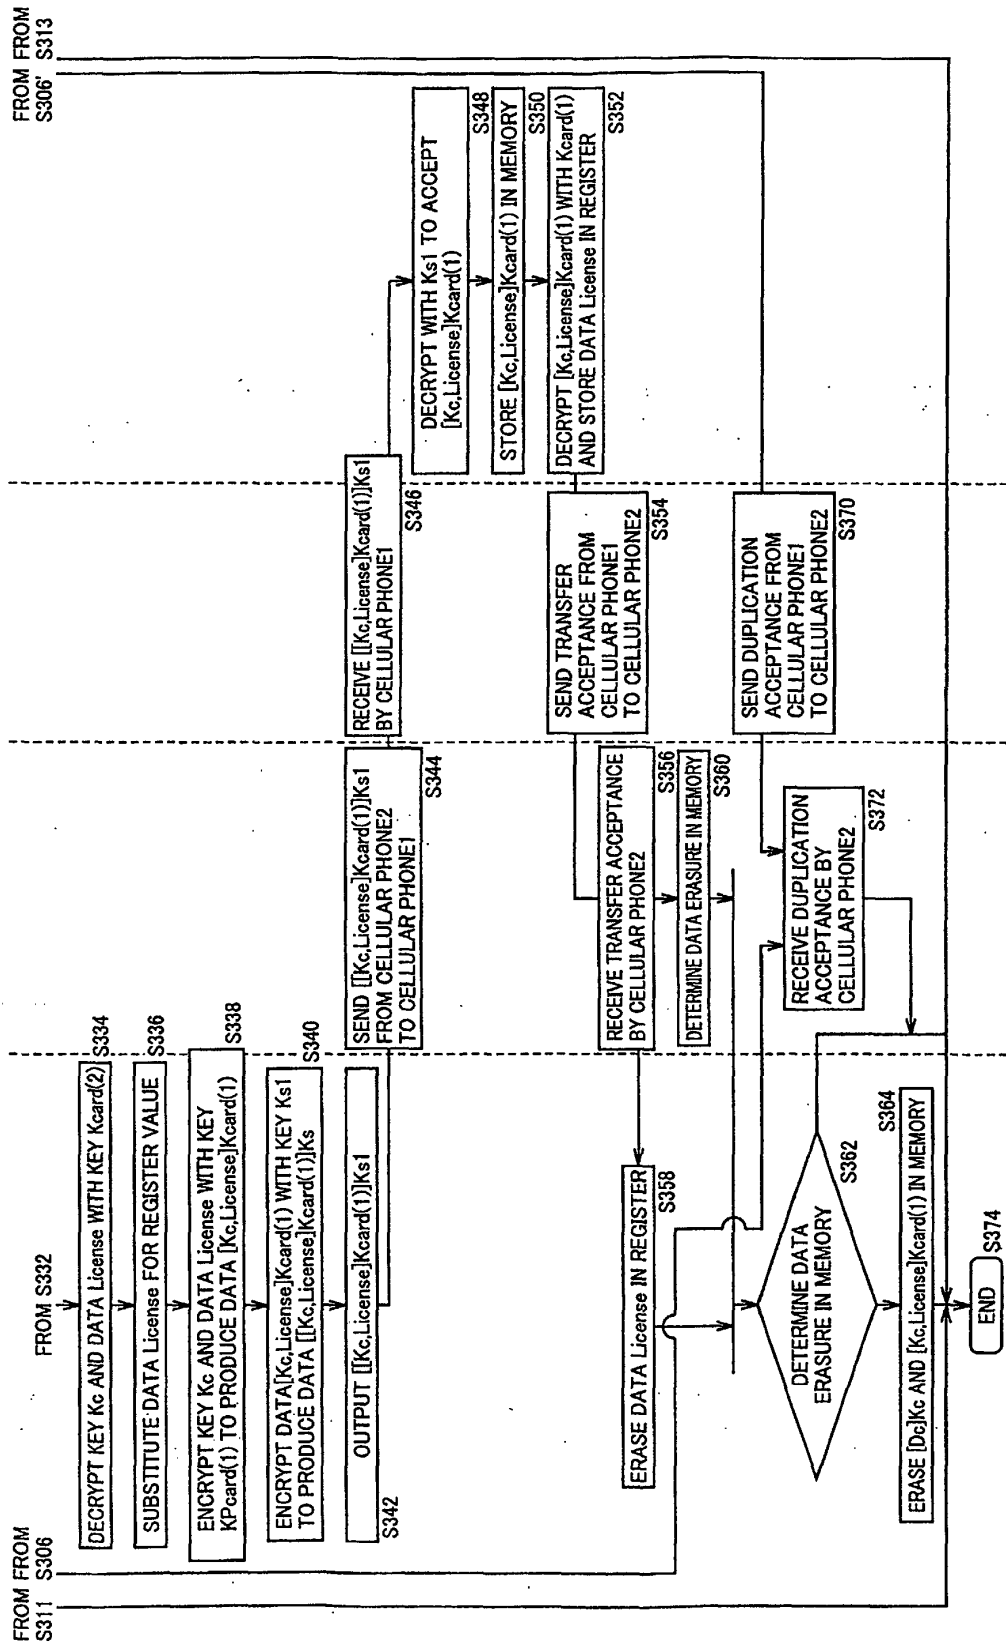 FROM FROM
S311 S306
FROM S332
FROM FROM
S306' S313
DECRYPT KEY Kc AND DATA License WITH KEY Kcard(2)
S334
SUBSTITUTE DATA License FOR REGISTER VALUE
S336
ENCRYPT KEY Kc AND DATA License WITH KEY
KPcard(1) TO PRODUCE DATA [Kc,License]Kcard(1)
S338
ENCRYPT DATA[Kc,License]Kcard(1) WITH KEY Ks1
TO PRODUCE DATA [[Kc,License]Kcard(1)]Ks
S340
OUTPUT [[Kc,License]Kcard(1)]Ks1
S342
SEND [[Kc,License]Kcard(1)]Ks1
FROM CELLULAR PHONE2
TO CELLULAR PHONE1
S344
RECEIVE [[Kc,License]Kcard(1)]Ks1
BY CELLULAR PHONE1
S346
DECRYPT WITH Ks1 TO ACCEPT
[Kc,License]Kcard(1)
S348
STORE [Kc,License]Kcard(1) IN MEMORY
S350
DECRYPT [Kc,License]Kcard(1) WITH Kcard(1)
AND STORE DATA License IN REGISTER
S352
SEND TRANSFER
ACCEPTANCE FROM
CELLULAR PHONE1
TO CELLULAR PHONE2
S354
RECEIVE TRANSFER ACCEPTANCE
BY CELLULAR PHONE2
S356
ERASE DATA License IN REGISTER
S358
DETERMINE DATA ERASURE IN MEMORY
S360
SEND DUPLICATION
ACCEPTANCE FROM
CELLULAR PHONE1
TO CELLULAR PHONE2
S370
RECEIVE DUPLICATION
ACCEPTANCE BY
CELLULAR PHONE2
S372
DETERMINE DATA
ERASURE IN MEMORY
S362
ERASE [Dc]Kc AND [Kc,License]Kcard(1) IN MEMORY
S364
END
S374